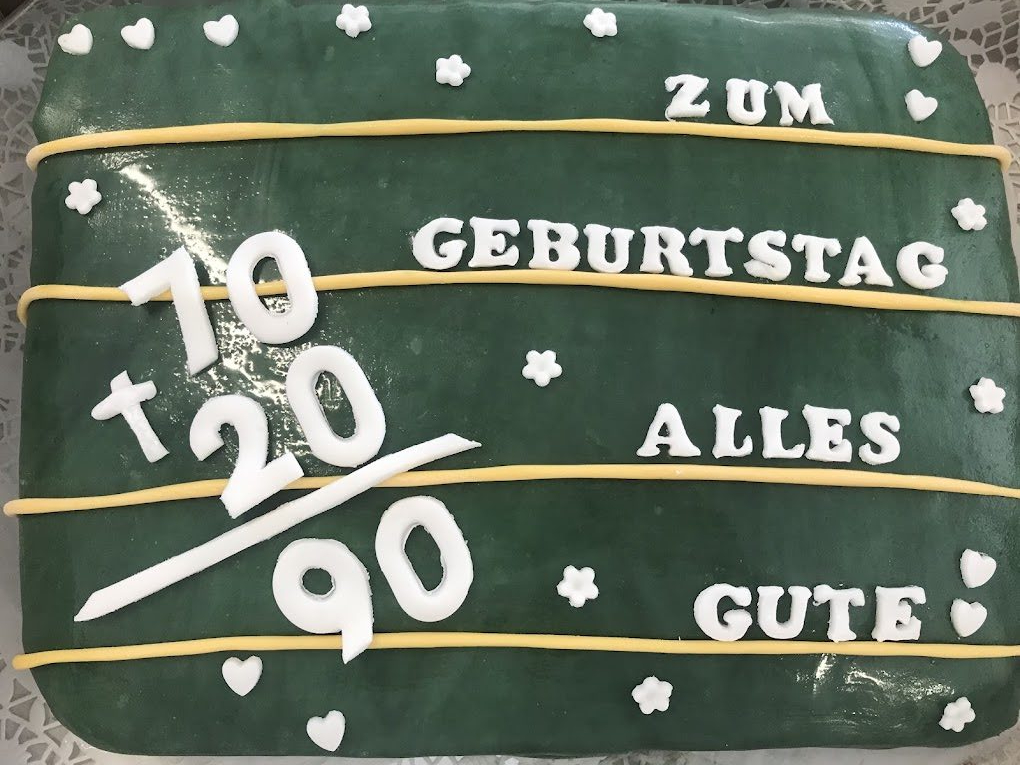 ZUM
GEBURTSTAG
ALLES
GUTE
70
+ 20
90